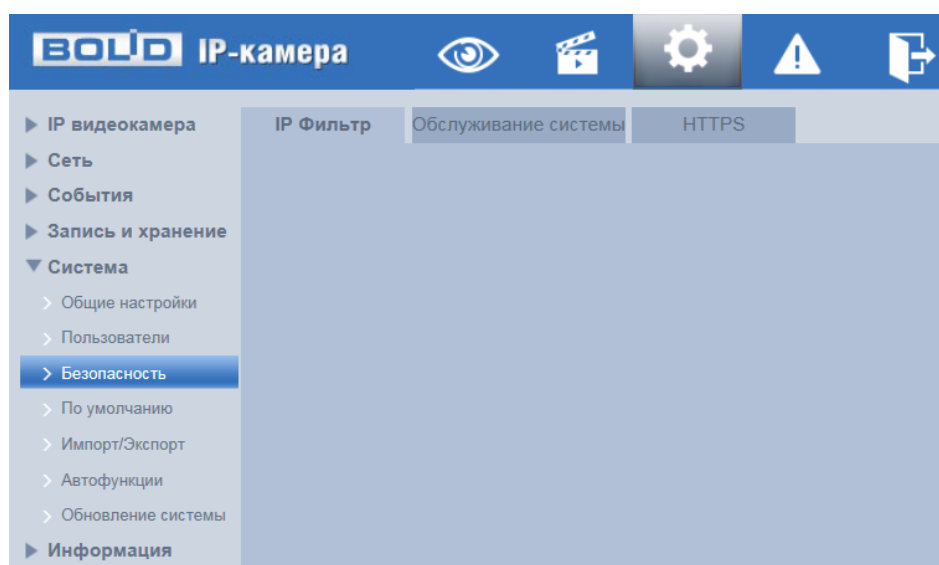 BOLID IP-камера
IP Фильтр Обслуживание системы HTTPS
IP видеокамера
Сеть
События
Запись и хранение
Система
Общие настройки
Пользователи
Безопасность
По умолчанию
Импорт/Экспорт
Автофункции
Обновление системы
Информация